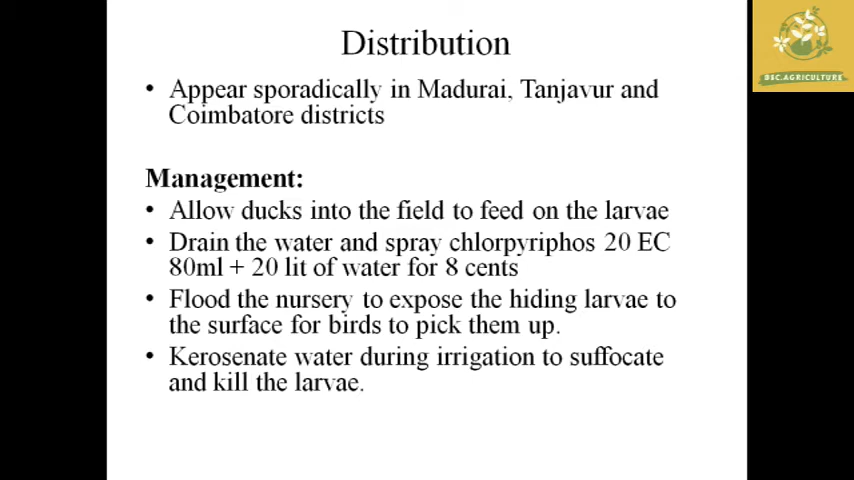 Distribution
• Appear sporadically in Madurai, Tanjavur and
Coimbatore districts
Management:
• Allow ducks into the field to feed on the larvae
• Drain the water and spray chlorpyriphos 20 EC
80ml + 20 lit of water for 8 cents
• Flood the nursery to expose the hiding larvae to
the surface for birds to pick them up.
• Kerosenate water during irrigation to suffocate
and kill the larvae.
BSC.AGRICULTURE